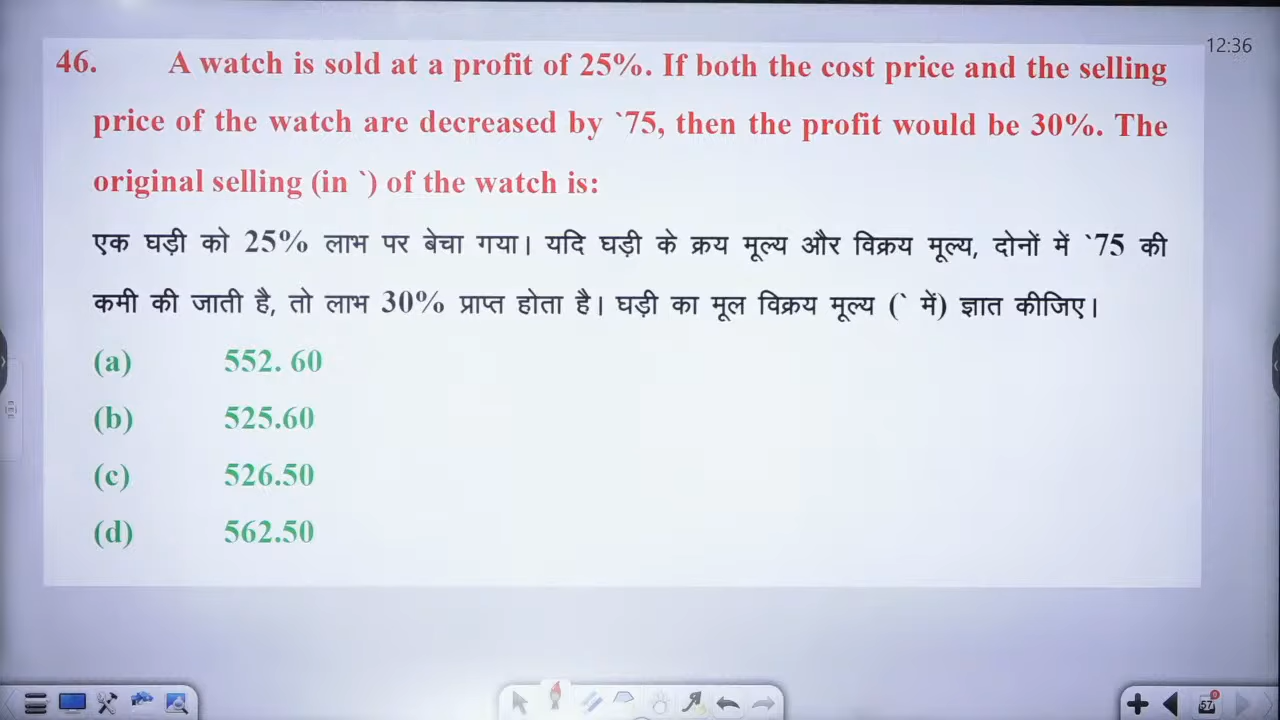 12:36
46. A watch is sold at a profit of 25%. If both the cost price and the selling
price of the watch are decreased by `75, then the profit would be 30%. The
original selling (in `) of the watch is:
एक घड़ी को 25% लाभ पर बेचा गया। यदि घड़ी के क्रय मूल्य और विक्रय मूल्य, दोनों में `75 की
कमी की जाती है, तो लाभ 30% प्राप्त होता है। घड़ी का मूल विक्रय मूल्य (` में) ज्ञात कीजिए।
(a) 552. 60
(b) 525.60
(c) 526.50
(d) 562.50